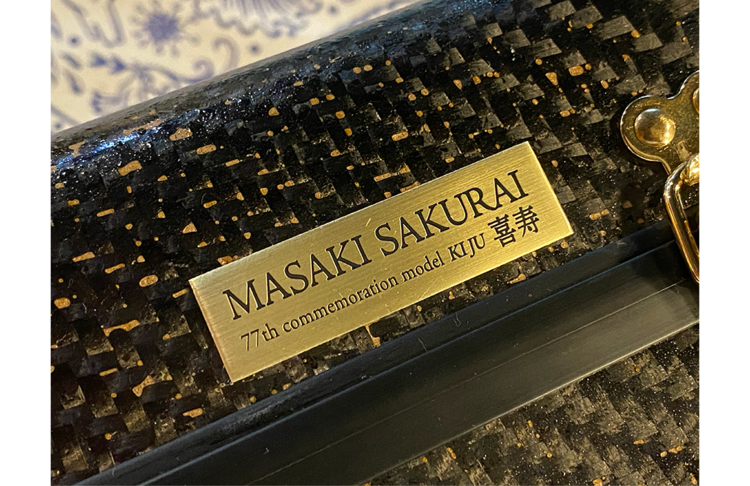 MASAKI SAKURAI
77th commemoration model KIJU 喜寿